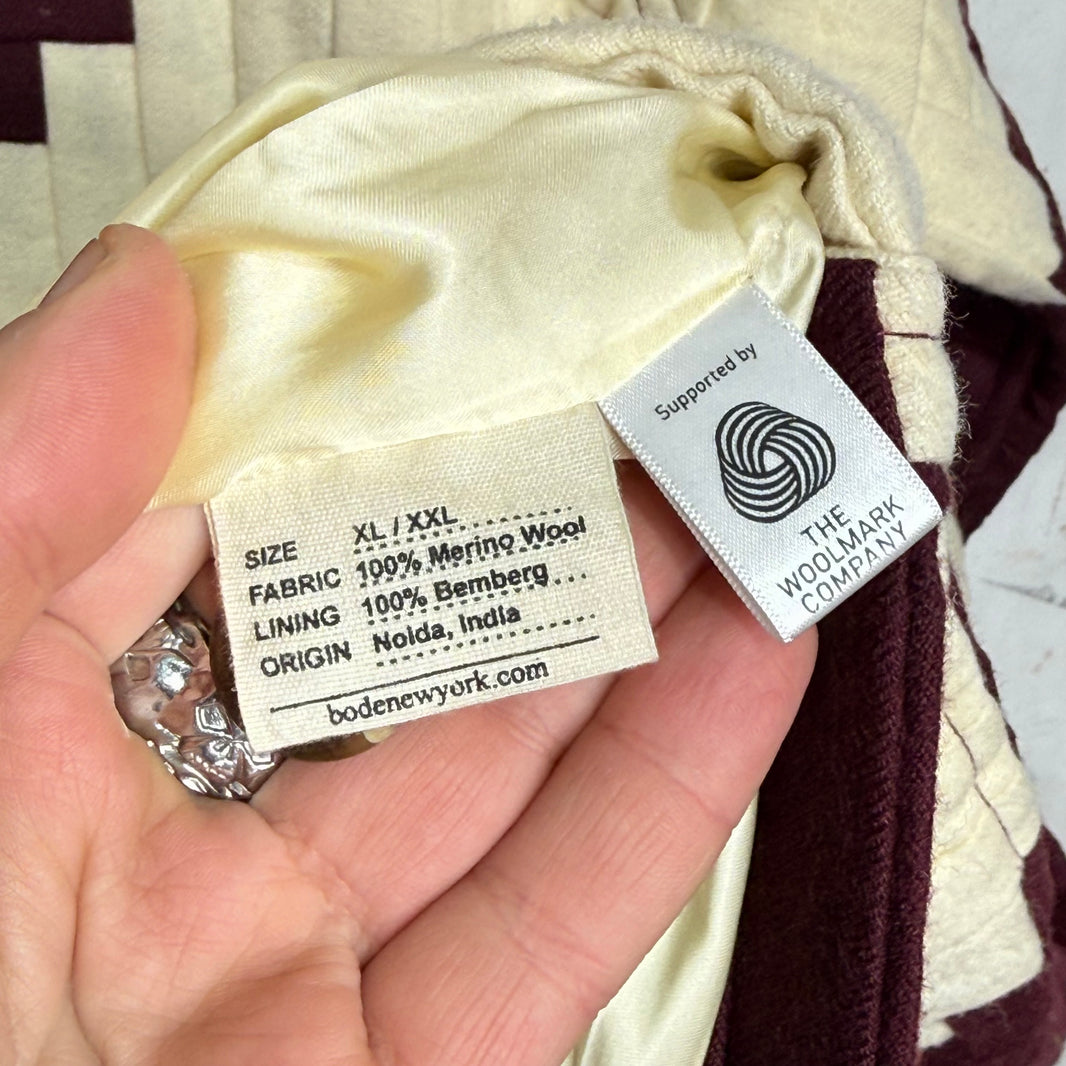 SIZE XL / XXL
FABRIC 100% Merino Wool
LINING 100% Bemberg
ORIGIN Noida, India
bodenewyork.com
Supported by
THE
WOOLMARK
COMPANY